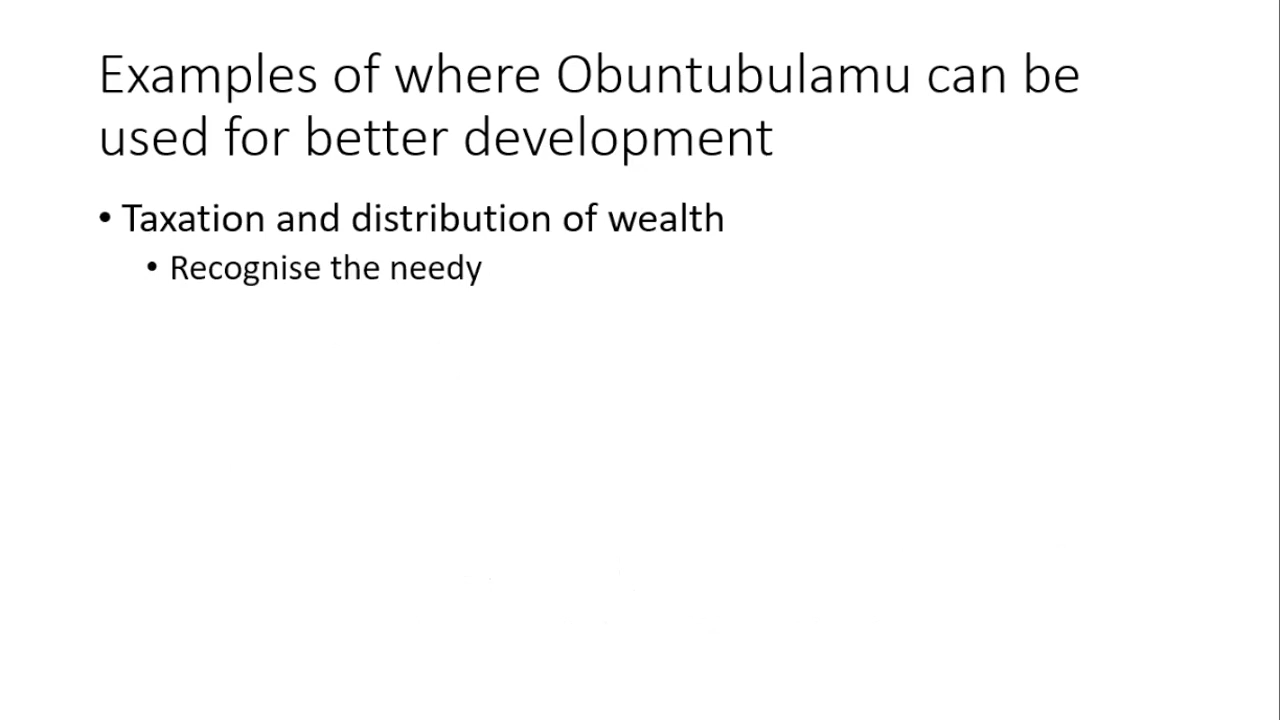 Examples of where Obuntubulamu can be
used for better development
• Taxation and distribution of wealth
• Recognise the needy